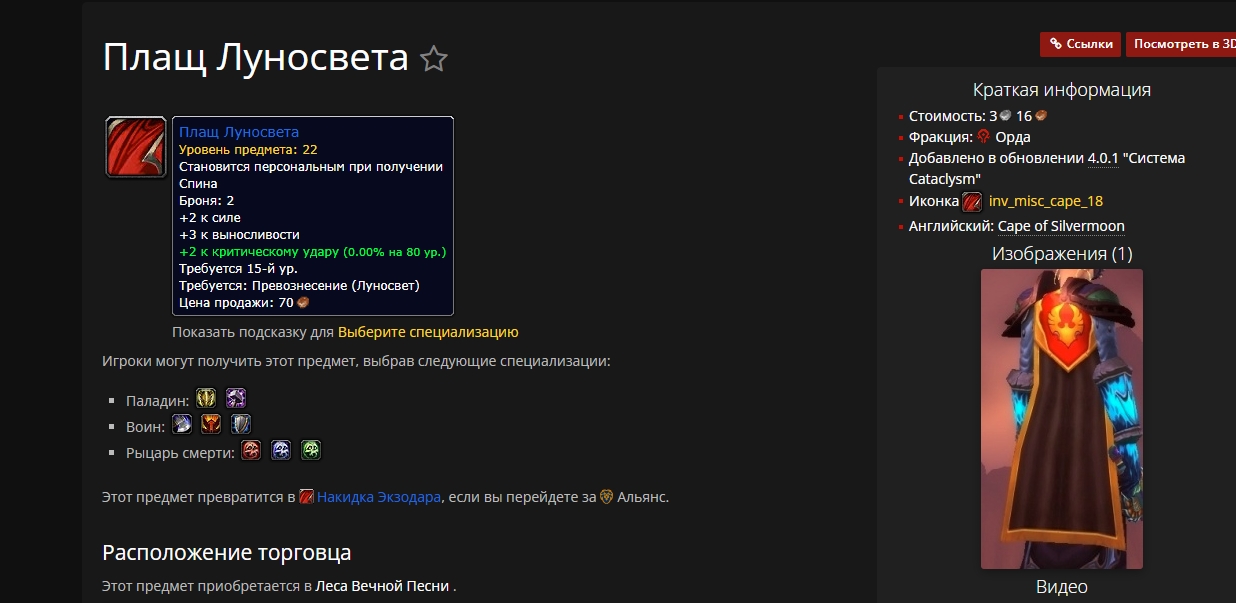 Плащ Луносвета
Ссылки
Посмотреть в 3D
Плащ Луносвета
Уровень предмета: 22
Становится персональным при получении
Спина
Броня: 2
+2 к силе
+3 к выносливости
+2 к критическому удару (0.00% на 80 ур.)
Требуется 15-й ур.
Требуется: Превознесение (Луносвет)
Цена продажи: 70
Показать подсказку для Выберите специализацию
Игроки могут получить этот предмет, выбрав следующие специализации:
Паладин:
Воин:
Рыцарь смерти:
Этот предмет превратится в Накидка Экзодара, если вы перейдете за Альянс.
Расположение торговца
Этот предмет приобретается в Леса Вечной Песни .
Краткая информация
Стоимость: 3 16
Фракция: Орда
Добавлено в обновлении 4.0.1 "Система
Cataclysm"
Иконка inv_misc_cape_18
Английский: Cape of Silvermoon
Изображения (1)
Видео